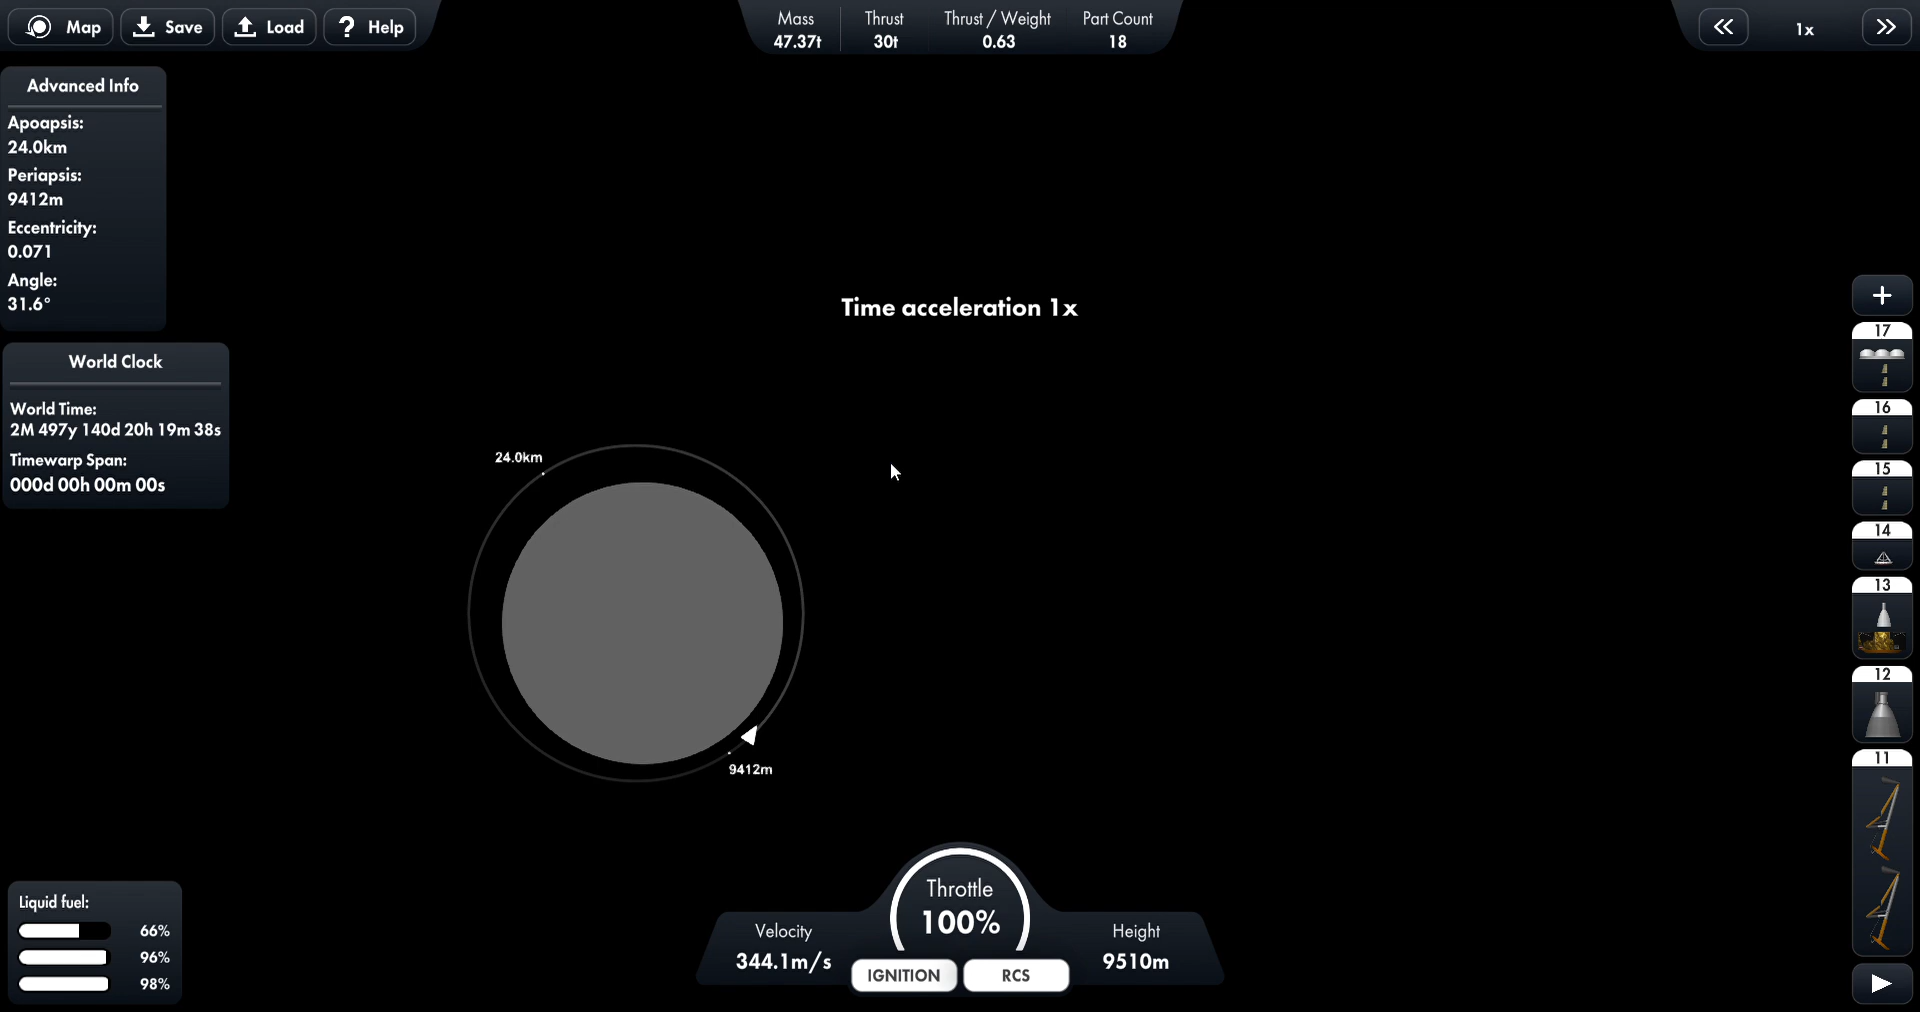 Map
Save
Load
? Help
Mass
47.37t
Thrust
30t
Thrust / Weight
0.63
Part Count
18
1x
Advanced Info
Apoapsis:
24.0km
Periapsis:
9412m
Eccentricity:
0.071
Angle:
31.6°
World Clock
World Time:
2M 497y 140d 20h 19m 38s
Timewarp Span:
000d 00h 00m 00s
Time acceleration 1x
24.0km
9412m
17
16
15
14
13
12
11
Liquid fuel:
66%
96%
98%
Throttle
100%
Velocity
344.1m/s
IGNITION
RCS
Height
9510m